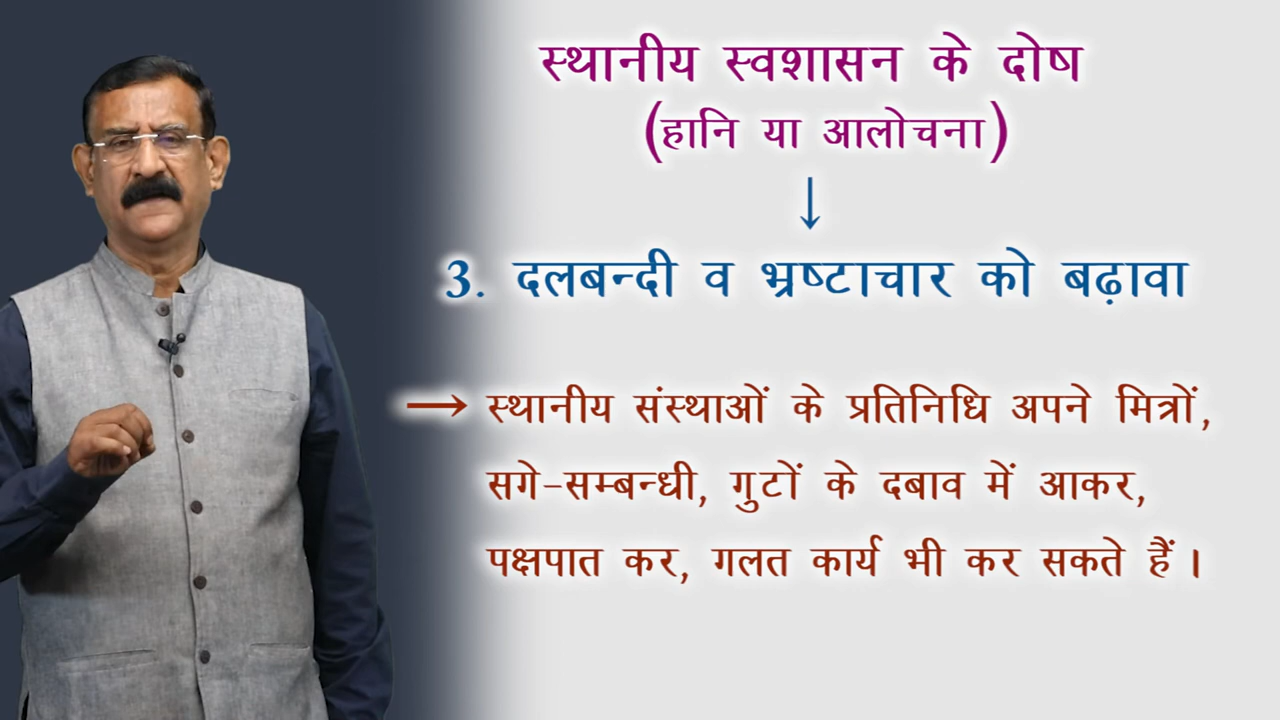 स्थानीय स्वशासन के दोष
(हानि या आलोचना)
↓
3. दलबन्दी व भ्रष्टाचार को बढ़ावा
→ स्थानीय संस्थाओं के प्रतिनिधि अपने मित्रों,
सगे-सम्बन्धी, गुटों के दबाव में आकर,
पक्षपात कर, गलत कार्य भी कर सकते हैं।